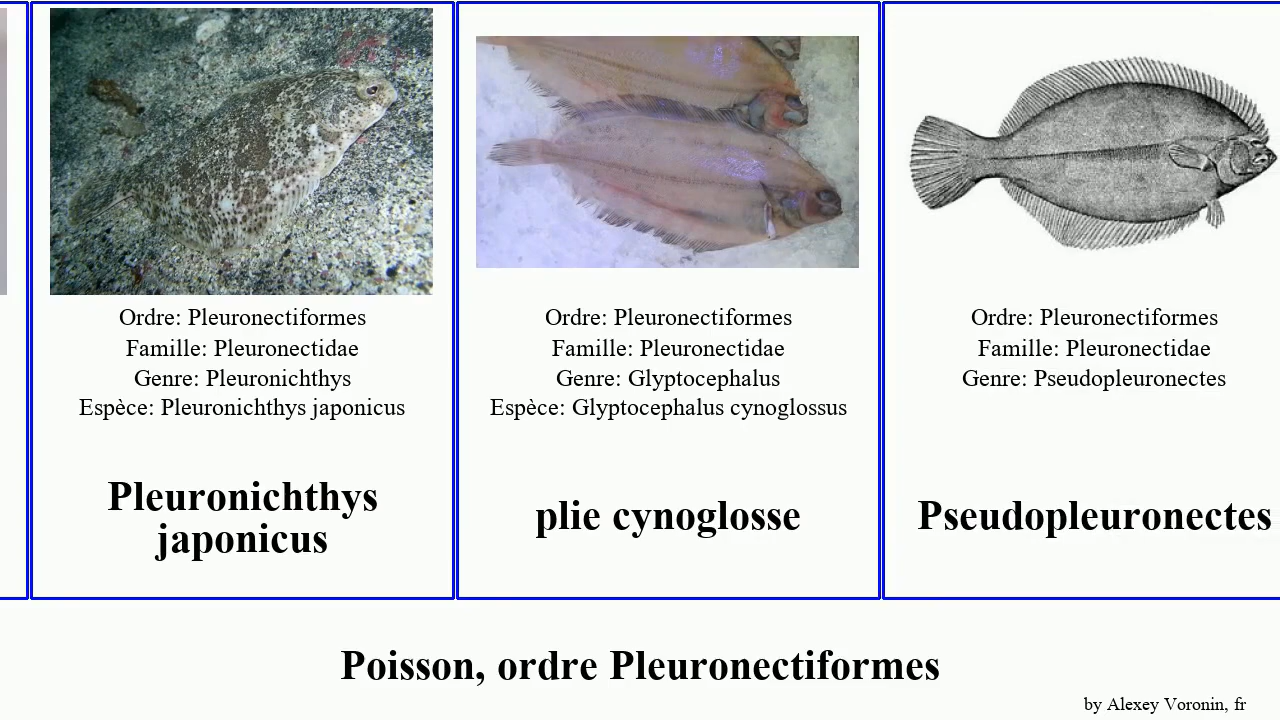 Ordre: Pleuronectiformes
Famille: Pleuronectidae
Genre: Pleuronichthys
Espèce: Pleuronichthys japonicus
Pleuronichthys
japonicus
Ordre: Pleuronectiformes
Famille: Pleuronectidae
Genre: Glyptocephalus
Espèce: Glyptocephalus cynoglossus
plie cynoglosse
Ordre: Pleuronectiformes
Famille: Pleuronectidae
Genre: Pseudopleuronectes
Pseudopleuronectes
Poisson, ordre Pleuronectiformes
by Alexey Voronin, fr